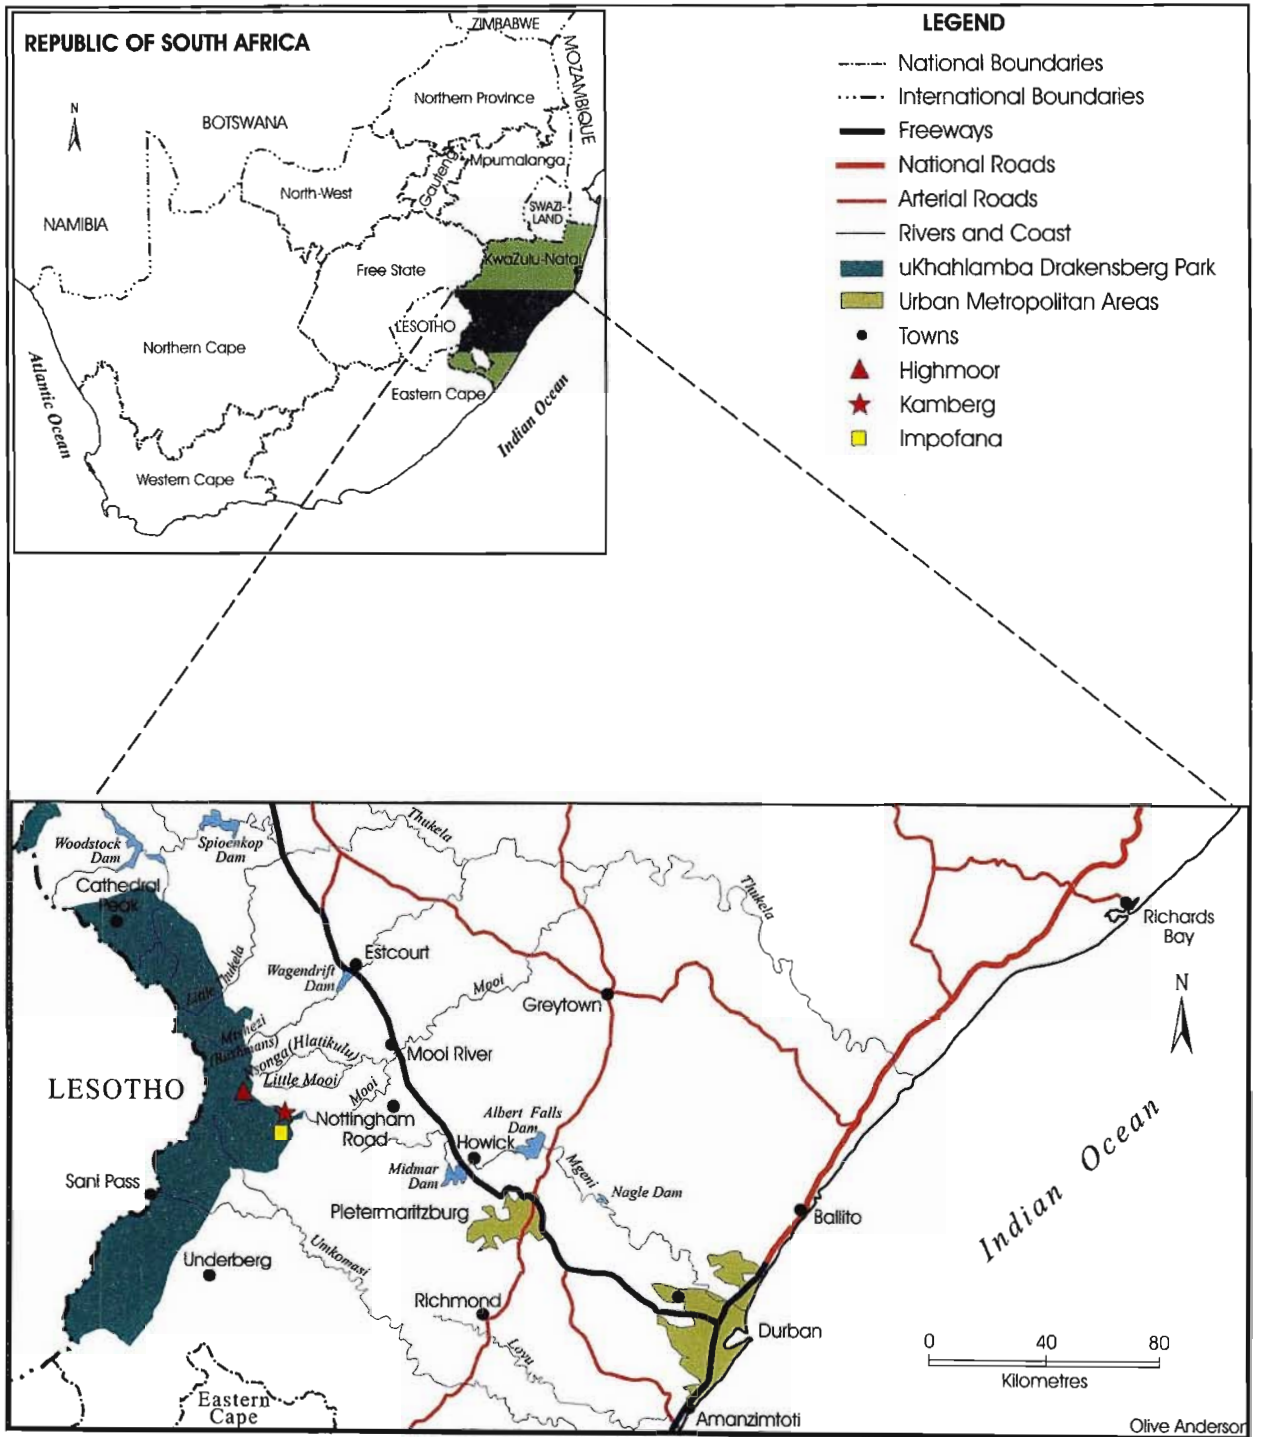 REPUBLIC OF SOUTH AFRICA
ZIMBABWE
MOZAMBIQUE
N
Northern Province
BOTSWANA
Gauteng
Mpumalanga
North-West
SWAZI-
LAND
NAMIBIA
KwaZulu-Natal
Free State
LESOTHO
Northern Cape
Eastern Cape
Atlantic Ocean
Indian Ocean
Western Cape
LEGEND
National Boundaries
International Boundaries
Freeways
National Roads
Arterial Roads
Rivers and Coast
uKhahlamba Drakensberg Park
Urban Metropolitan Areas
Towns
Highmoor
Kamberg
Impofana
Thukela
Woodstock
Dam
Spioenkop
Dam
Cathedral
Peak
Thukela
Richards
Bay
Estcourt
Little Thukela
Wagendrift
Dam
Mooi
Greytown
N
Mtshezi
(Bushmans)
Nsonga (Hlatikulu)
Mooi River
LESOTHO
Little Mooi
Mooi
Nottingham
Road
Albert Falls
Dam
Howick
Midmar
Dam
Mgeni
Nagle Dam
Sani Pass
Pietermaritzburg
Ballito
Indian Ocean
Umkomasi
Underberg
Richmond
Lovu
Durban
0 40 80
Kilometres
Eastern
Cape
Amanzimtoti
Olive Anderson